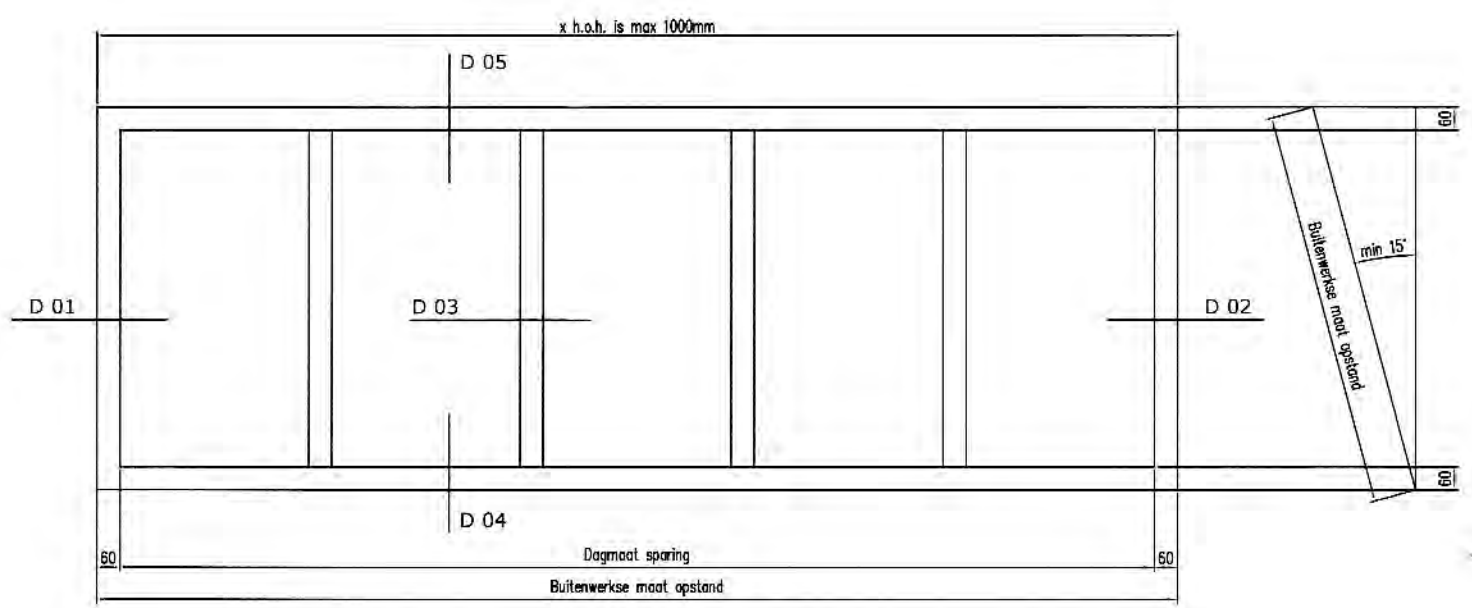 x h.o.h. is max 1000mm
D 05
60
Buitenwerkse maat opstand
min 15°
D 01
D 03
D 02
60
D 04
60
Dagmaat sparing
60
Buitenwerkse maat opstand